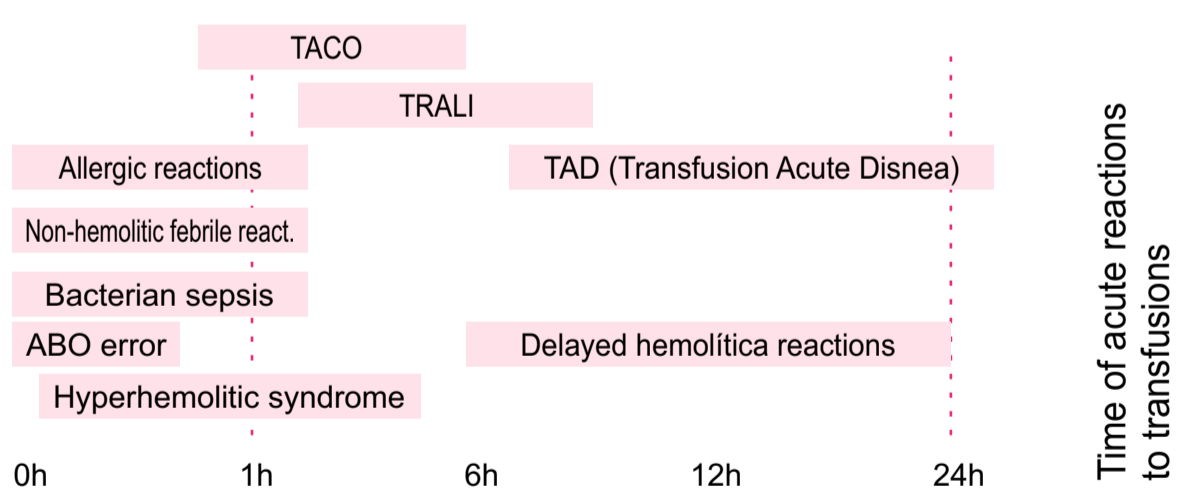 TACO
TRALI
Allergic reactions
TAD (Transfusion Acute Disnea)
Non-hemolitic febrile react.
Bacterian sepsis
ABO error
Delayed hemolítica reactions
Hyperhemolitic syndrome
0h
1h
6h
12h
24h
Time of acute reactions
to transfusions